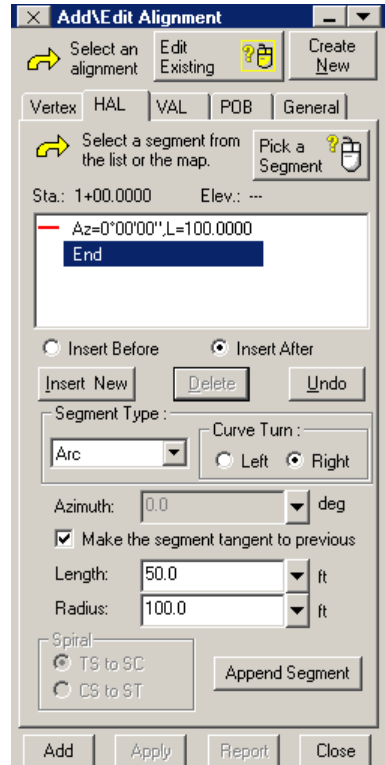 Add\Edit Alignment
Select an alignment
Edit Existing
Create New
Vertex HAL VAL POB General
Select a segment from the list or the map.
Pick a Segment
Sta.: 1+00.0000 Elev.: ---
Az=0°00'00",L=100.0000
End
Insert Before Insert After
Insert New Delete Undo
Segment Type :
Arc
Curve Turn :
Left Right
Azimuth: 0.0 deg
Make the segment tangent to previous
Length: 50.0 ft
Radius: 100.0 ft
Spiral
TS to SC
CS to ST
Append Segment
Add Apply Report Close